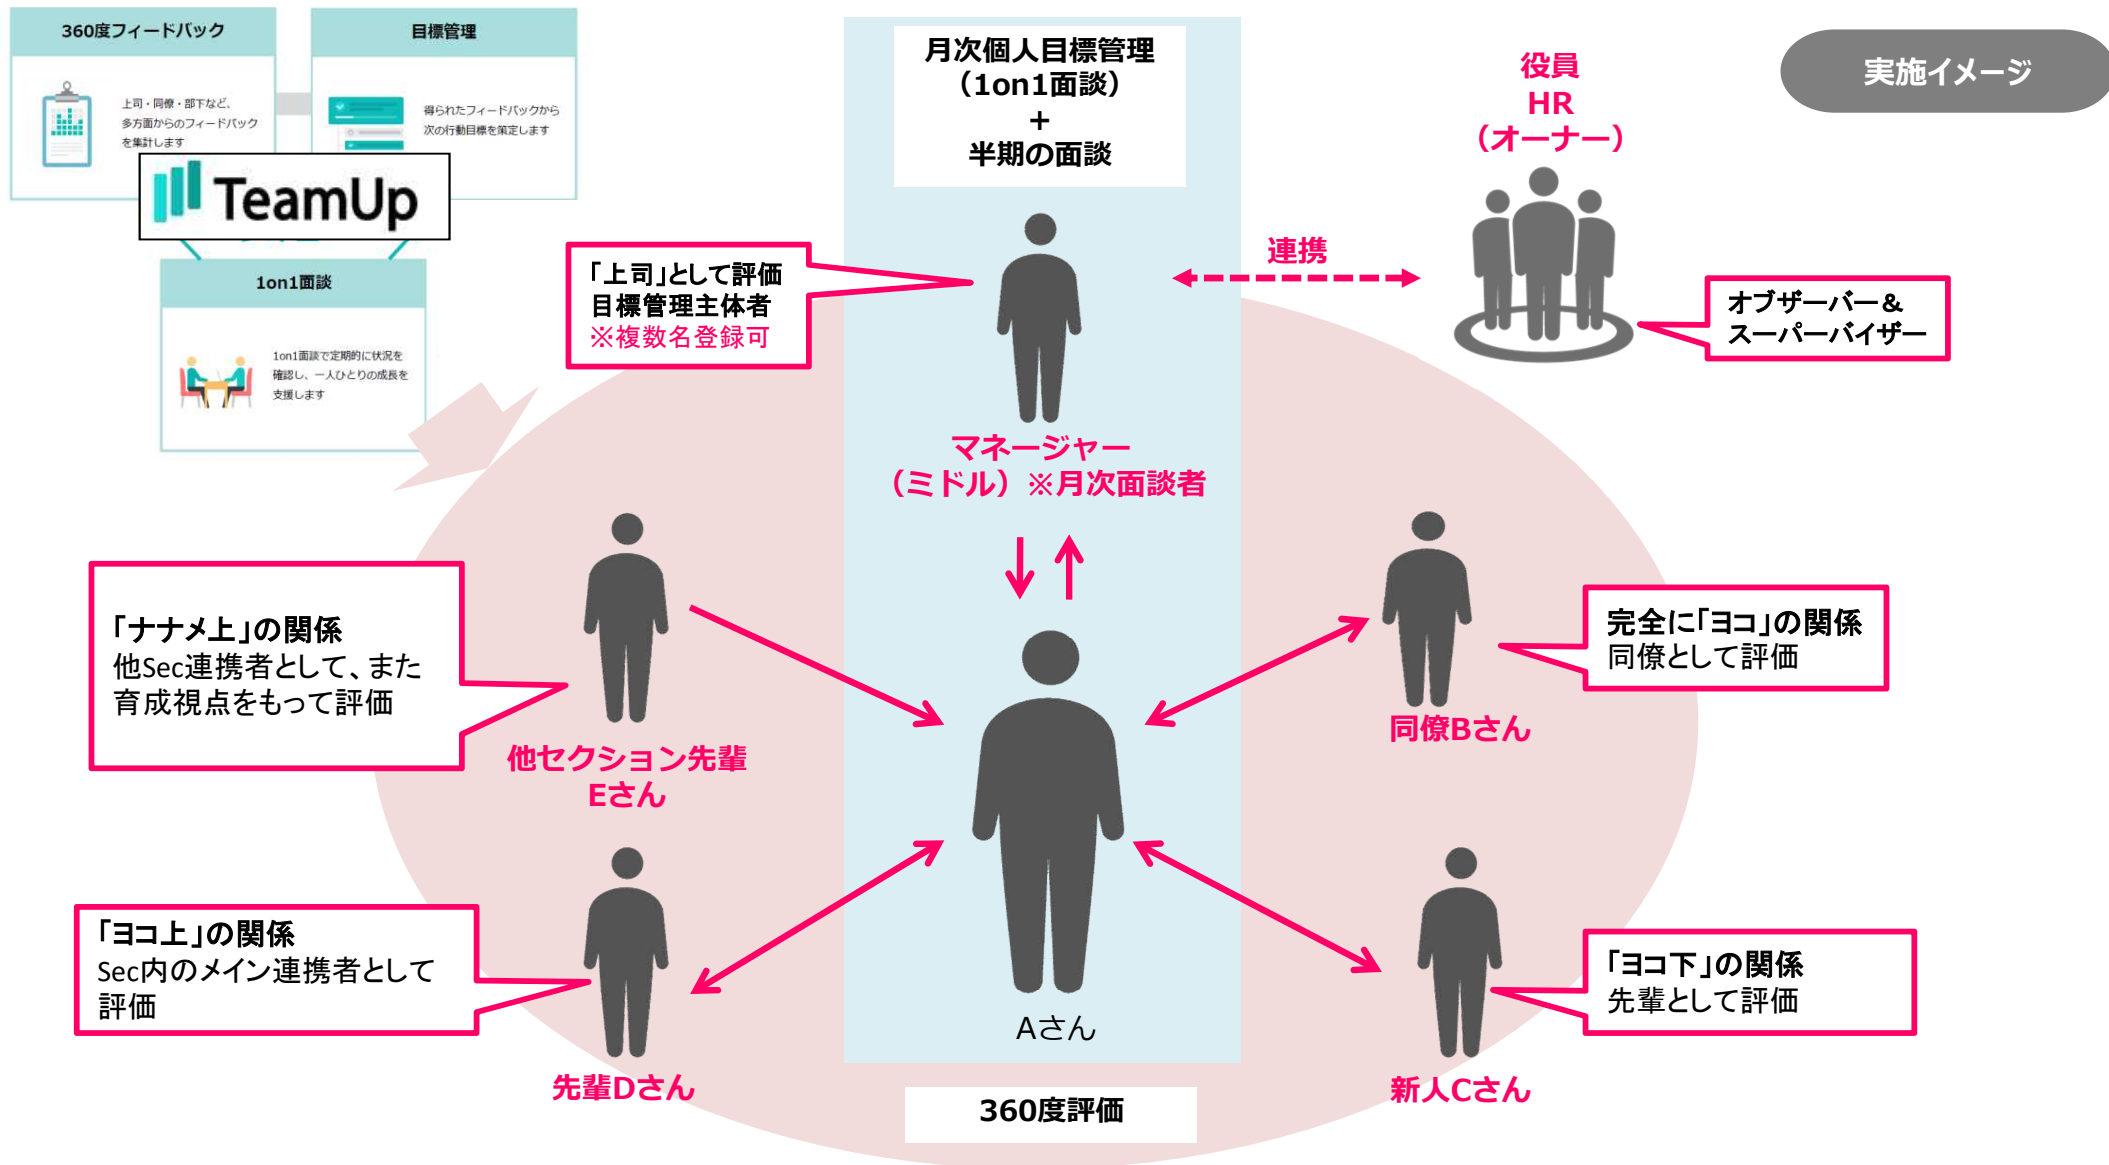 360度フィードバック
上司・同僚・部下など、
多方面からのフィードバック
を集計します
目標管理
得られたフィードバックから
次の行動目標を策定します
TeamUp
1on1面談
1on1面談で定期的に状況を
確認し、一人ひとりの成長を
支援します
月次個人目標管理
（1on1面談）
+
半期の面談
役員
HR
（オーナー）
実施イメージ
「上司」として評価
目標管理主体者
※複数名登録可
連携
オブザーバー＆
スーパーバイザー
マネージャー
（ミドル）※月次面談者
「ナナメ上」の関係
他Sec連携者として、また
育成視点をもって評価
他セクション先輩
Eさん
完全に「ヨコ」の関係
同僚として評価
同僚Bさん
「ヨコ上」の関係
Sec内のメイン連携者として
評価
先輩Dさん
Aさん
「ヨコ下」の関係
先輩として評価
新人Cさん
360度評価